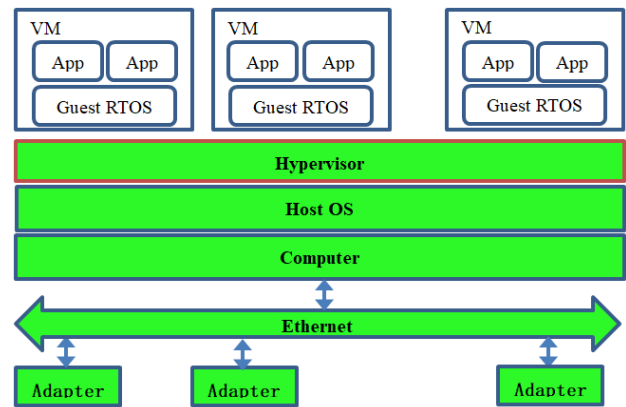 VM
VM
VM
App
App
App
App
App
App
Guest RTOS
Guest RTOS
Guest RTOS
Hypervisor
Host OS
Computer
Ethernet
Adapter
Adapter
Adapter